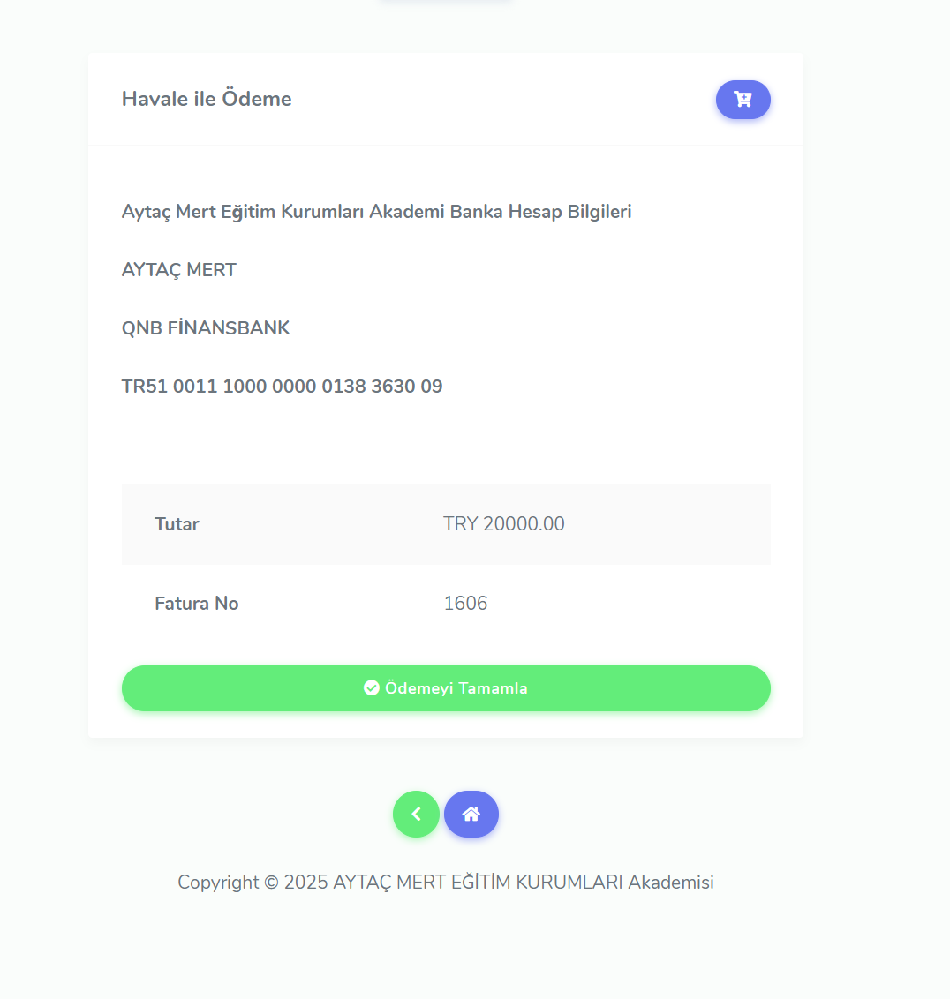 Havale ile Ödeme
Aytaç Mert Eğitim Kurumları Akademi Banka Hesap Bilgileri
AYTAÇ MERT
QNB FİNANSBANK
TR51 0011 1000 0000 0138 3630 09
Tutar TRY 20000.00
Fatura No 1606
Ödemeyi Tamamla
Copyright © 2025 AYTAÇ MERT EĞİTİM KURUMLARI Akademisi